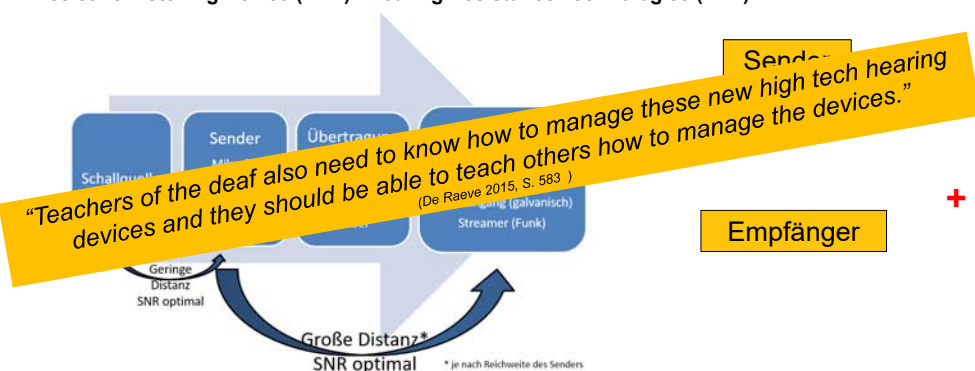 Sender
Sender
Schallquelle
“Teachers of the deaf also need to know how to manage these new high tech hearing
devices and they should be able to teach others how to manage the devices.”
(De Raeve 2015, S. 583 )
(galvanisch)
Streamer (Funk)
Empfänger
+
Geringe
Distanz
SNR optimal
Große Distanz*
SNR optimal
* je nach Reichweite des Senders